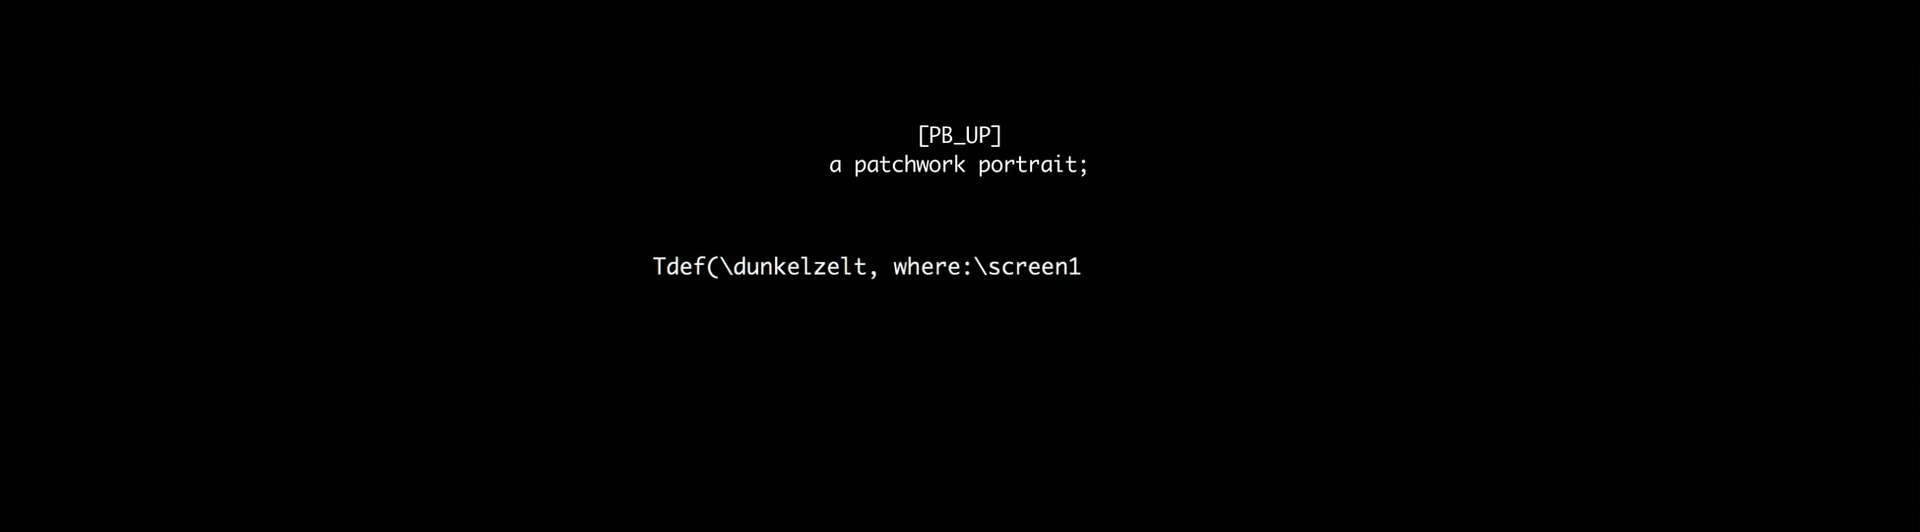 [PB_UP]
a patchwork portrait;
Tdef(\dunkelzelt, where:\screen1